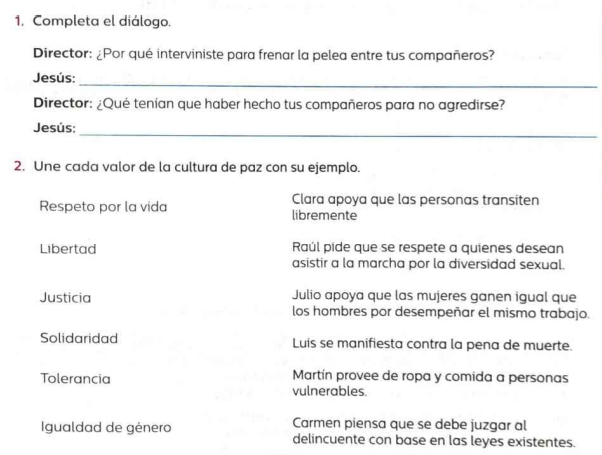 1. Completa el diálogo.
Director: ¿Por qué interviniste para frenar la pelea entre tus compañeros?
Jesús:
Director: ¿Qué tenían que haber hecho tus compañeros para no agredirse?
Jesús:
2. Une cada valor de la cultura de paz con su ejemplo.
Respeto por la vida
Clara apoya que las personas transiten
libremente
Libertad
Raúl pide que se respete a quienes desean
asistir a la marcha por la diversidad sexual.
Justicia
Julio apoya que las mujeres ganen igual que
los hombres por desempeñar el mismo trabajo.
Solidaridad
Luis se manifiesta contra la pena de muerte.
Tolerancia
Martín provee de ropa y comida a personas
vulnerables.
Igualdad de género
Carmen piensa que se debe juzgar al
delincuente con base en las leyes existentes.